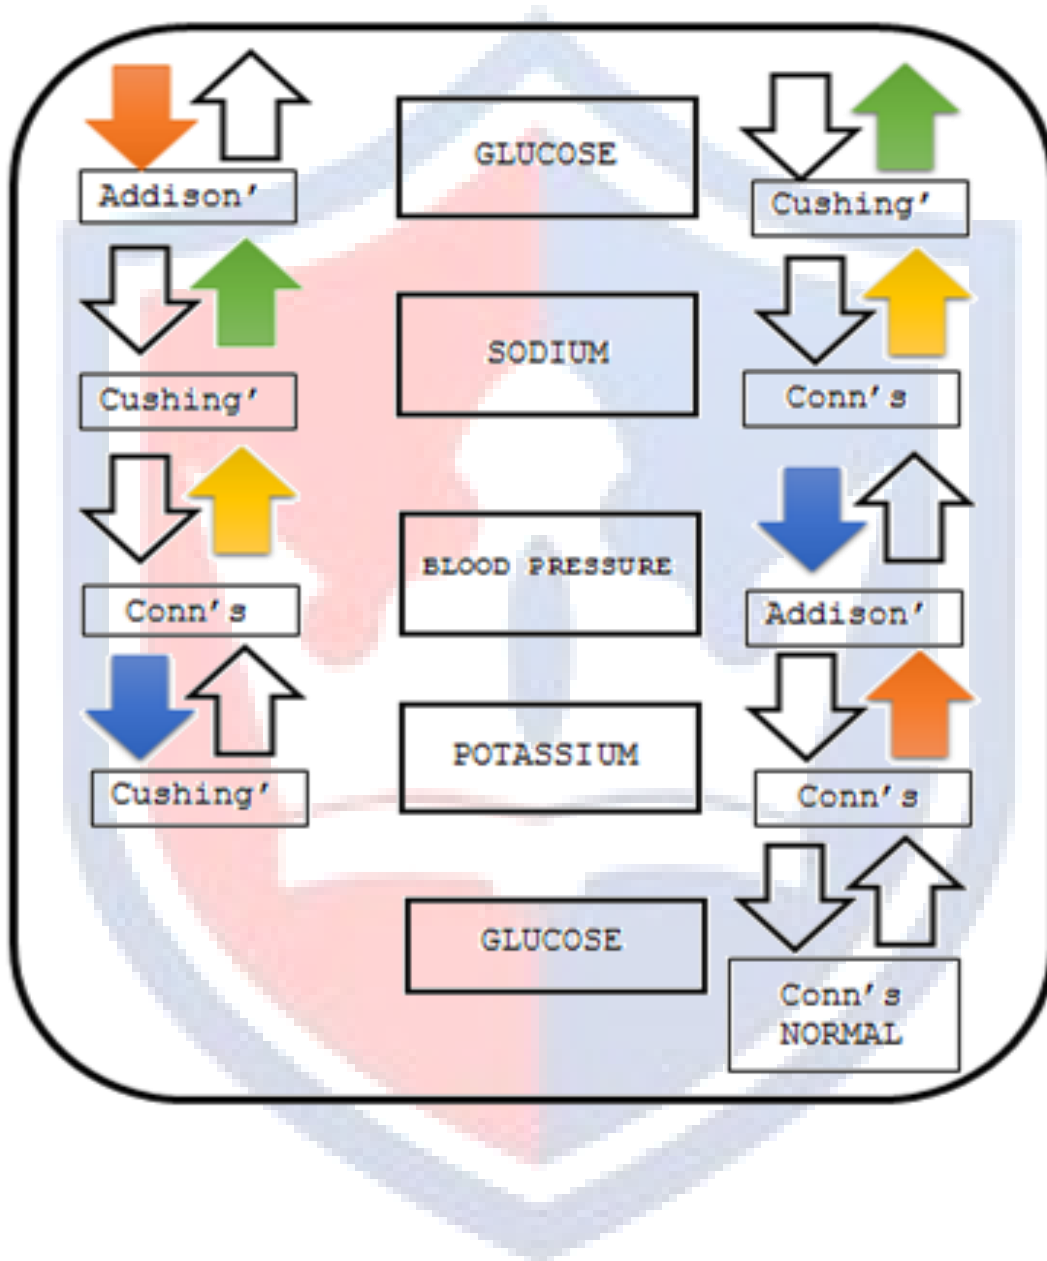 Addison’
GLUCOSE
Cushing’
Cushing’
SODIUM
Conn’s
Conn’s
BLOOD PRESSURE
Addison’
Cushing’
POTASSIUM
Conn’s
GLUCOSE
Conn’s
NORMAL